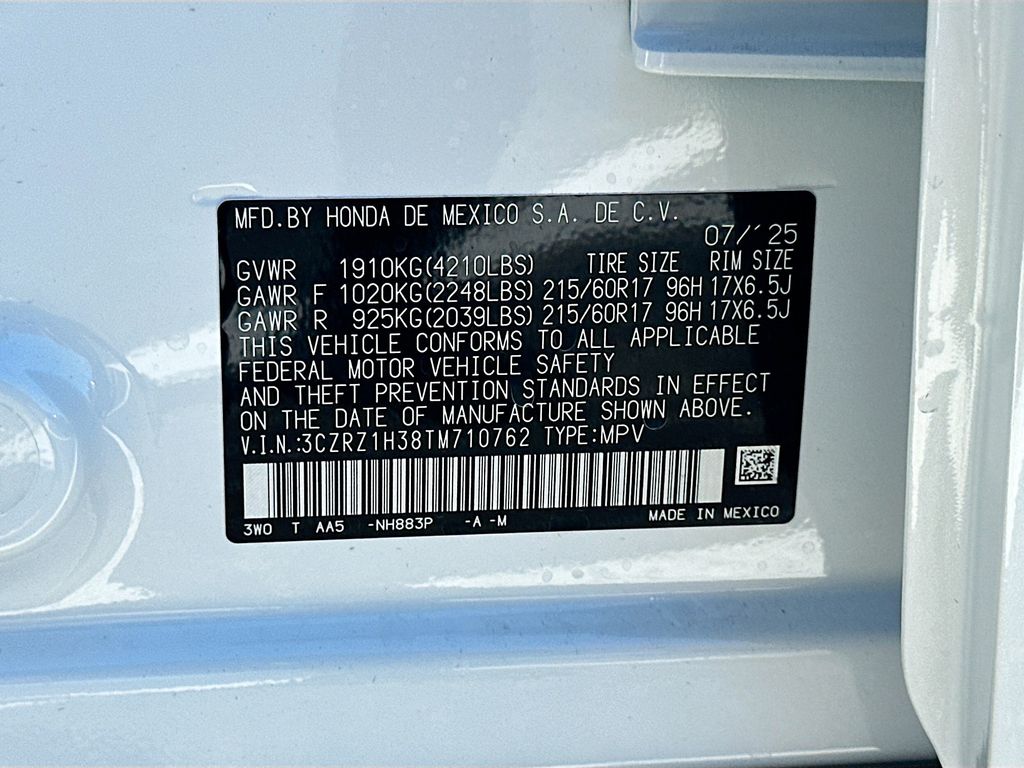 MFD.BY HONDA DE MEXICO S.A. DE C.V.
07/'25
GVWR 1910KG(4210LBS) TIRE SIZE RIM SIZE
GAWR F 1020KG(2248LBS) 215/60R17 96H 17X6.5J
GAWR R 925KG(2039LBS) 215/60R17 96H 17X6.5J
THIS VEHICLE CONFORMS TO ALL APPLICABLE
FEDERAL MOTOR VEHICLE SAFETY
AND THEFT PREVENTION STANDARDS IN EFFECT
ON THE DATE OF MANUFACTURE SHOWN ABOVE.
V.I.N.:3CZRZ1H38TM710762 TYPE:MPV
3W0 T AA5 -NH883P -A -M MADE IN MEXICO